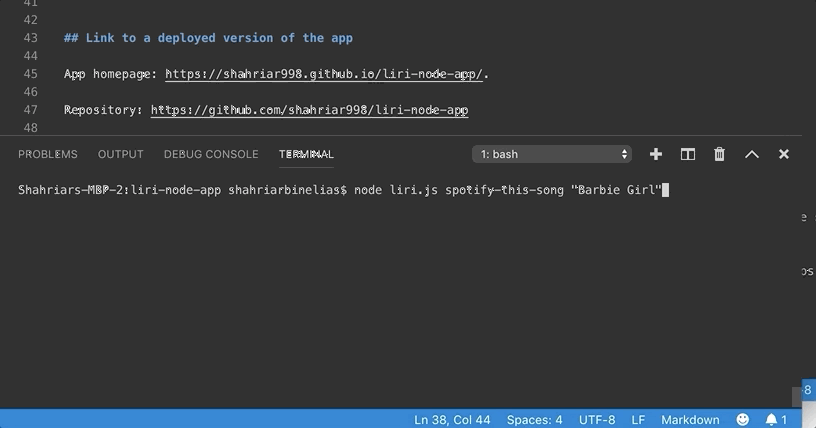 41
42
43 ## Link to a deployed version of the app
44
45 App homepage: https://shahriar998.github.io/liri-node-app/.
46
47 Repository: https://github.com/shahriar998/liri-node-app
48
PROBLEMS OUTPUT DEBUG CONSOLE TERMINAL 1: bash
Shahriars-MBP-2:liri-node-app shahriarbinelias$ node liri.js spotify-this-song "Barbie Girl"
Ln 38, Col 44 Spaces: 4 UTF-8 LF Markdown 1